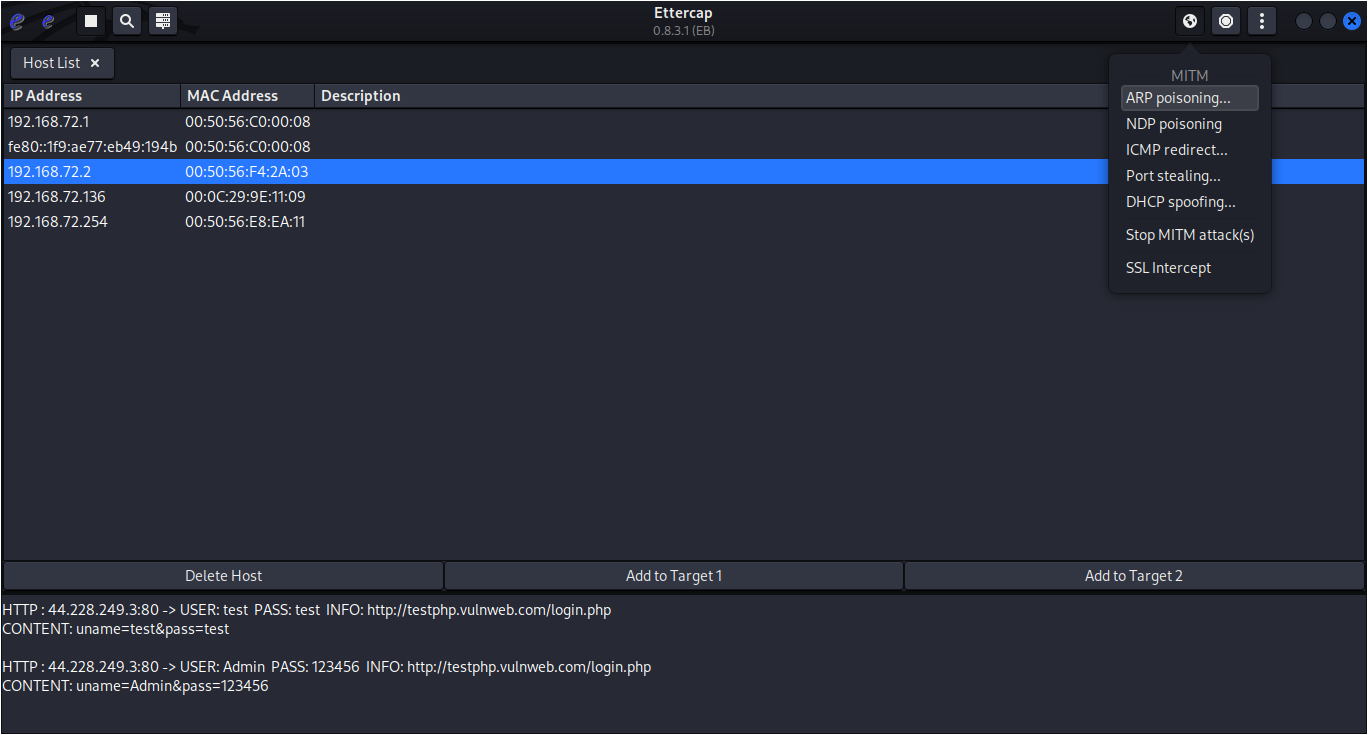 Ettercap
0.8.3.1 (EB)
Host List ×
IP Address MAC Address Description
192.168.72.1 00:50:56:C0:00:08
fe80::1f9:ae77:eb49:194b 00:50:56:C0:00:08
192.168.72.2 00:50:56:F4:2A:03
192.168.72.136 00:0C:29:9E:11:09
192.168.72.254 00:50:56:E8:EA:11
MITM
ARP poisoning...
NDP poisoning
ICMP redirect...
Port stealing...
DHCP spoofing...
Stop MITM attack(s)
SSL Intercept
Delete Host Add to Target 1 Add to Target 2
HTTP : 44.228.249.3:80 -> USER: test PASS: test INFO: http://testphp.vulnweb.com/login.php
CONTENT: uname=test&pass=test
HTTP : 44.228.249.3:80 -> USER: Admin PASS: 123456 INFO: http://testphp.vulnweb.com/login.php
CONTENT: uname=Admin&pass=123456